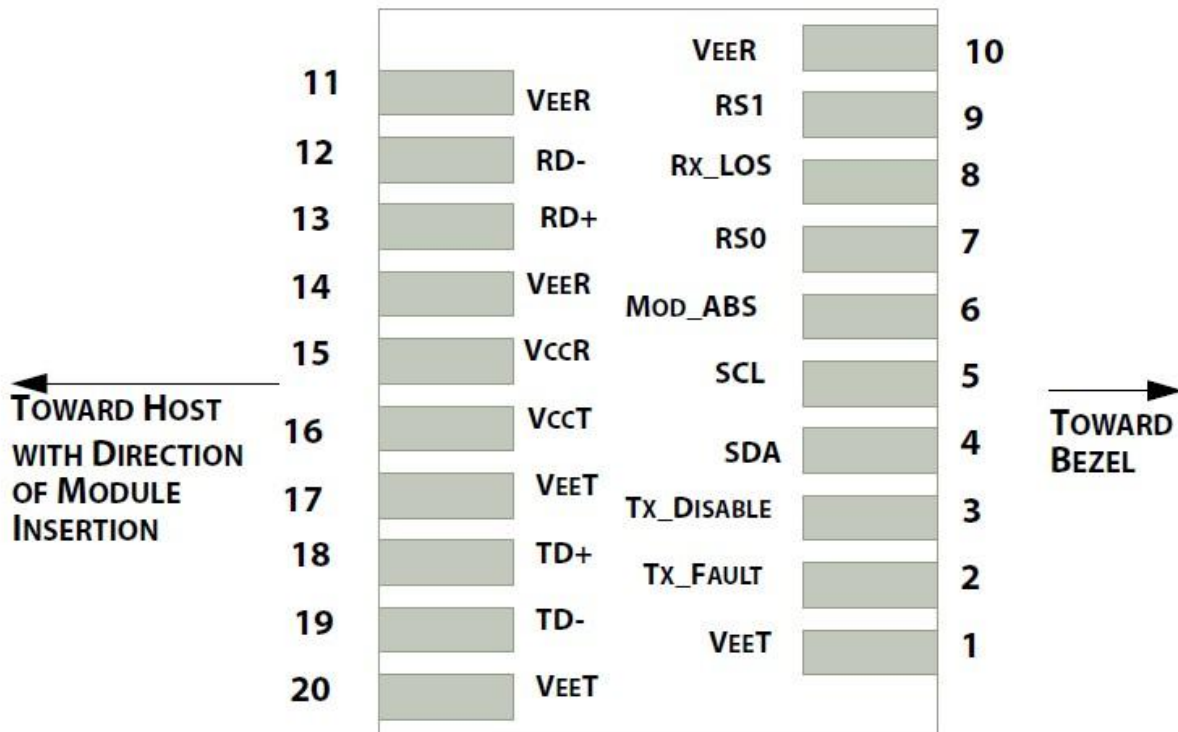 11 VEER
12 RD-
13 RD+
14 VEER
15 VCCR
16 VCCT
17 VEET
18 TD+
19 TD-
20 VEET
VEER 10
RS1 9
RX_LOS 8
RS0 7
MOD_ABS 6
SCL 5
SDA 4
TX_DISABLE 3
TX_FAULT 2
VEET 1
TOWARD HOST
WITH DIRECTION
OF MODULE
INSERTION
TOWARD
BEZEL